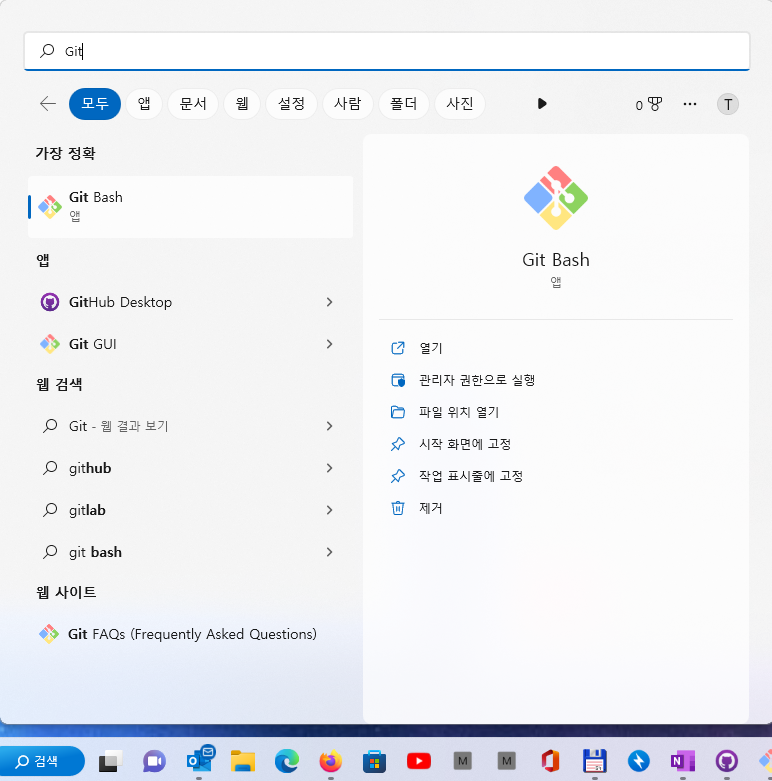 Git
모두 앱 문서 웹 설정 사람 폴더 사진 0 T
가장 정확
Git Bash
앱
앱
GitHub Desktop
Git GUI
웹 검색
Git - 웹 결과 보기
github
gitlab
git bash
웹 사이트
Git FAQs (Frequently Asked Questions)
Git Bash
앱
열기
관리자 권한으로 실행
파일 위치 열기
시작 화면에 고정
작업 표시줄에 고정
제거
검색 M M